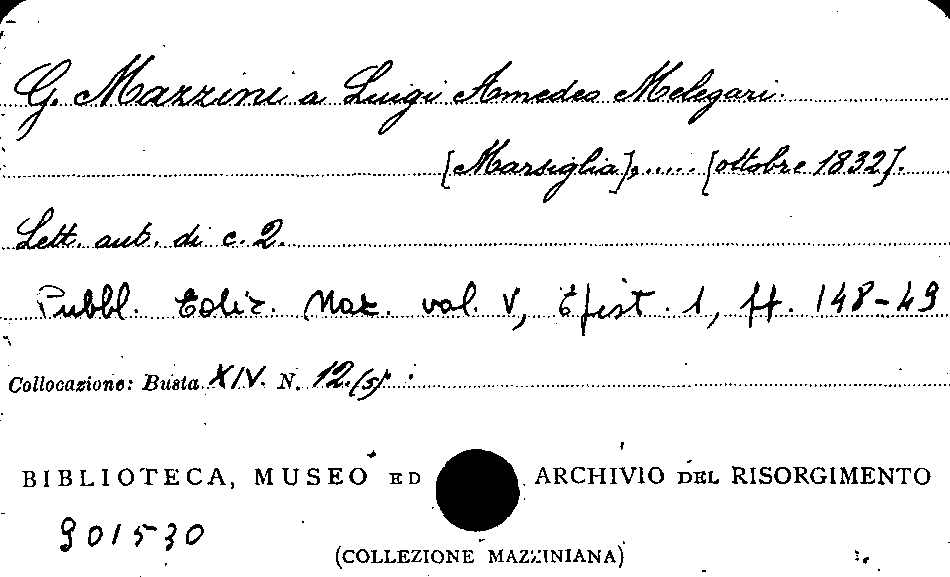 G. Mazzini a Luigi Amedeo Melegari.
[Marsiglia],..... [ottobre 1832].
Lett. aut. di c. 2.
Pubbl. Ediz. Naz. vol. V, Epist. 1, pp. 148-49
Collocazione: Busta XIV. N. 12.(5)
BIBLIOTECA, MUSEO ED ARCHIVIO DEL RISORGIMENTO
901530
(COLLEZIONE MAZZINIANA)